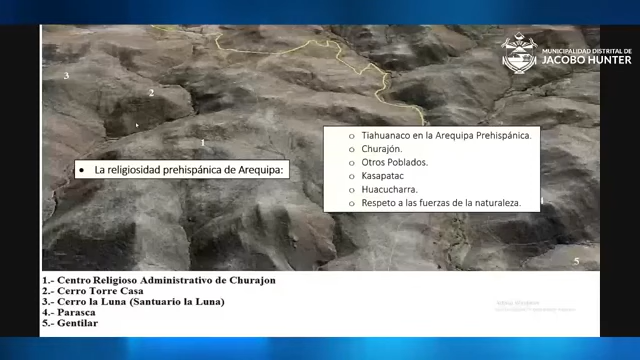 MUNICIPALIDAD DISTRITAL DE
JACOBO HUNTER
3
2
1
5
• La religiosidad prehispánica de Arequipa:
o Tiahuanaco en la Arequipa Prehispánica.
o Churajón.
o Otros Poblados.
o Kasapatac
o Huacucharra.
o Respeto a las fuerzas de la naturaleza.
1.- Centro Religioso Administrativo de Churajon
2.- Cerro Torre Casa
3.- Cerro la Luna (Santuario la Luna)
4.- Parasca
5.- Gentilar